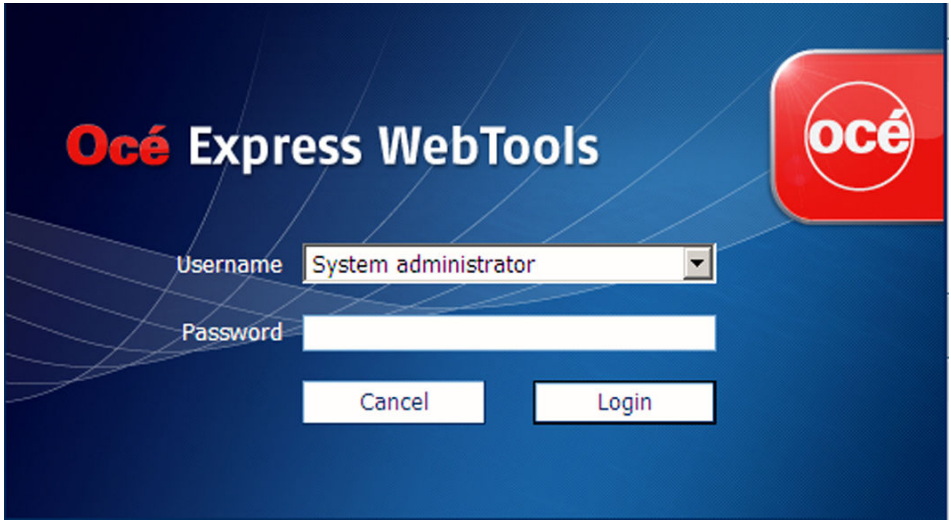 Océ Express WebTools
océ
Username System administrator
Password
Cancel Login